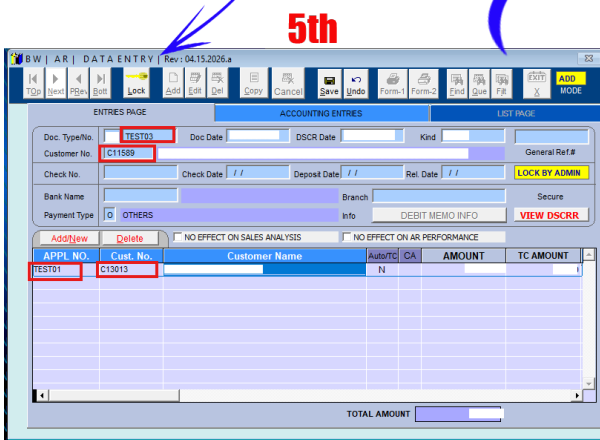 5th
BW | AR | DATA ENTRY | Rev: 04.15.2026.a
TOp Next PRev Bott Lock Add Edit Del Copy Cancel Save Undo Form-1 Form-2 Find Que Fjlt EXIT X ADD MODE
ENTRIES PAGE ACCOUNTING ENTRIES LIST PAGE
Doc. Type/No. TEST03 Doc Date DSCR Date Kind
Customer No. C11589 General Ref.#
Check No. Check Date / / Deposit Date / / Rel. Date / / LOCK BY ADMIN
Bank Name Branch Secure
Payment Type O OTHERS Info DEBIT MEMO INFO VIEW DSCRR
Add/New Delete NO EFFECT ON SALES ANALYSIS NO EFFECT ON AR PERFORMANCE
APPL NO. Cust. No. Customer Name Auto/TC CA AMOUNT TC AMOUNT
TEST01 C13013 N
TOTAL AMOUNT